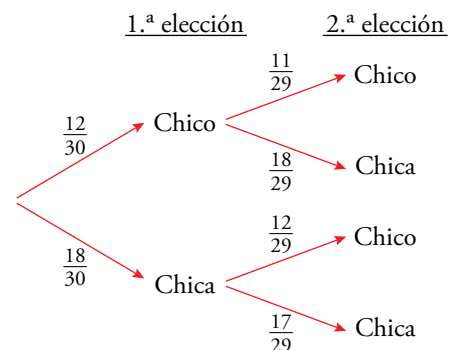 1.ª elección 2.ª elección
11/29 Chico
12/30 Chico
18/29 Chica
12/29 Chico
18/30 Chica
17/29 Chica